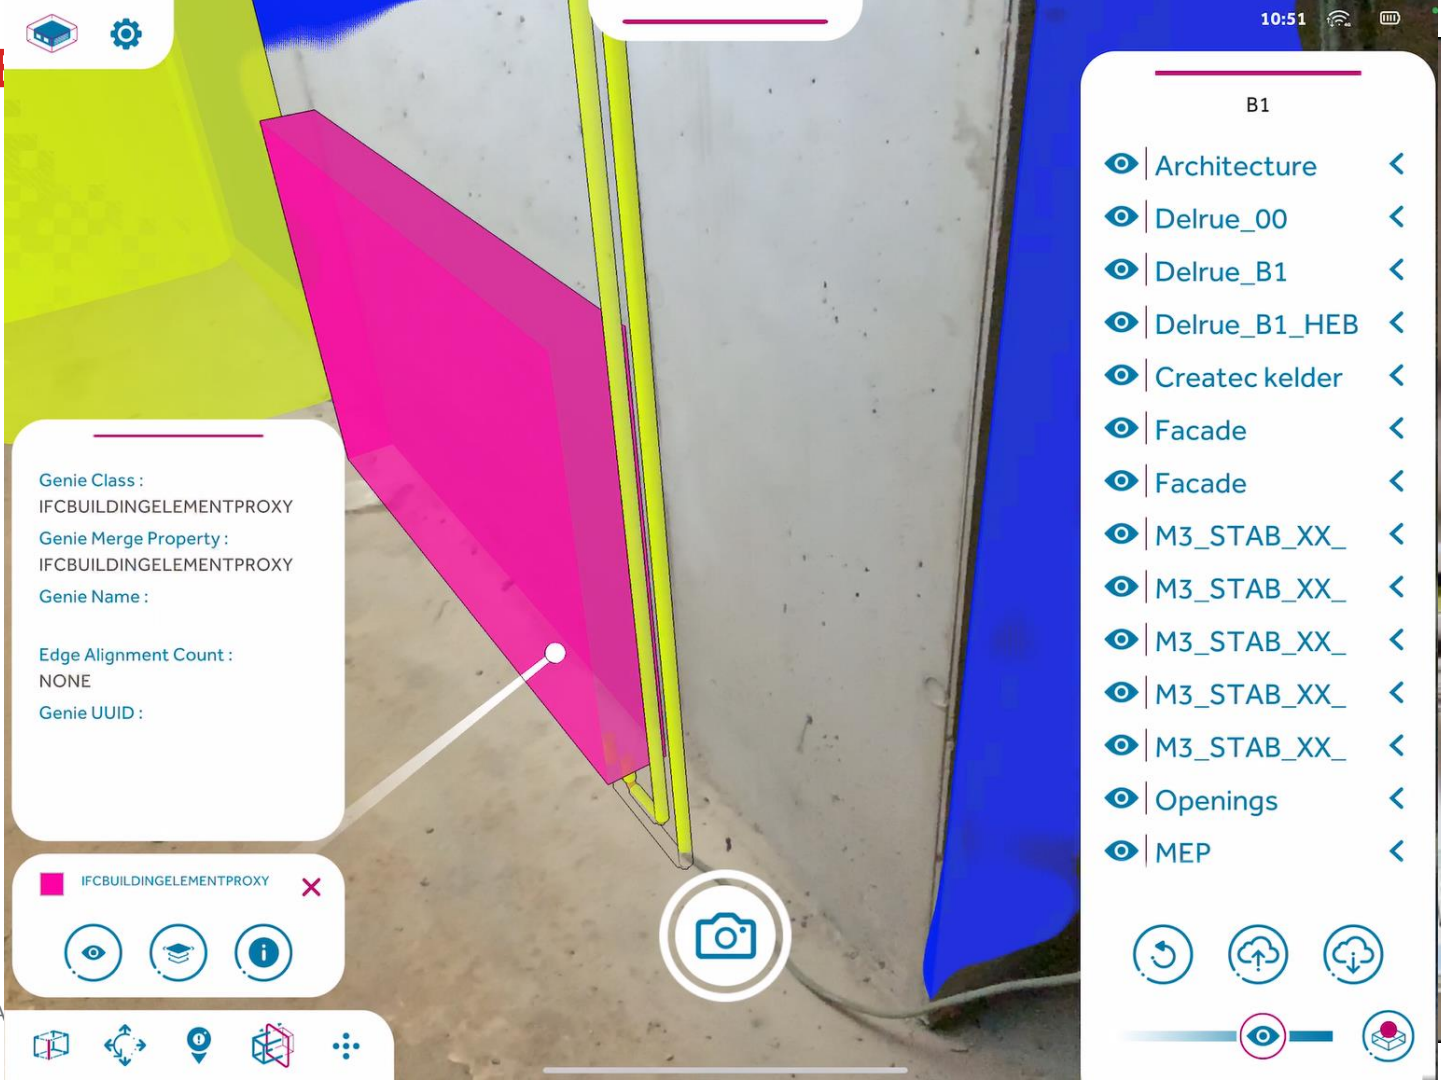 10:51
B1
Architecture
Delrue_00
Delrue_B1
Delrue_B1_HEB
Createc kelder
Facade
Facade
M3_STAB_XX_
M3_STAB_XX_
M3_STAB_XX_
M3_STAB_XX_
M3_STAB_XX_
Openings
MEP
Genie Class :
IFCBUILDINGELEMENTPROXY
Genie Merge Property :
IFCBUILDINGELEMENTPROXY
Genie Name :
Edge Alignment Count :
NONE
Genie UUID :
IFCBUILDINGELEMENTPROXY